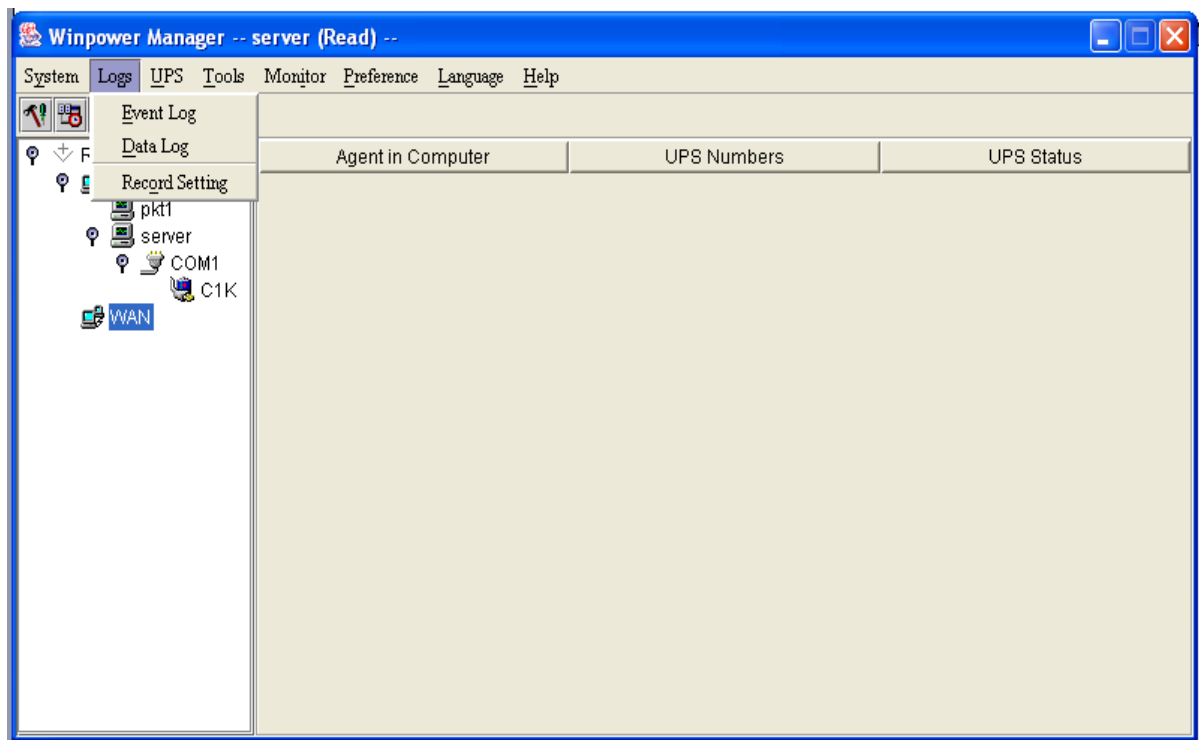 Winpower Manager -- server (Read) --
System Logs UPS Tools Monitor Preference Language Help
Event Log
Data Log
Record Setting
Agent in Computer UPS Numbers UPS Status
pkt1
server
COM1
C1K
WAN